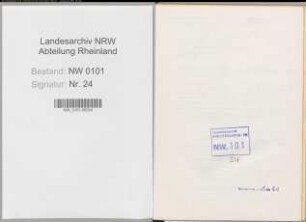 Landesarchiv NRW
Abteilung Rheinland
Bestand: NW 0101
Signatur: Nr. 24
NW. 101
24